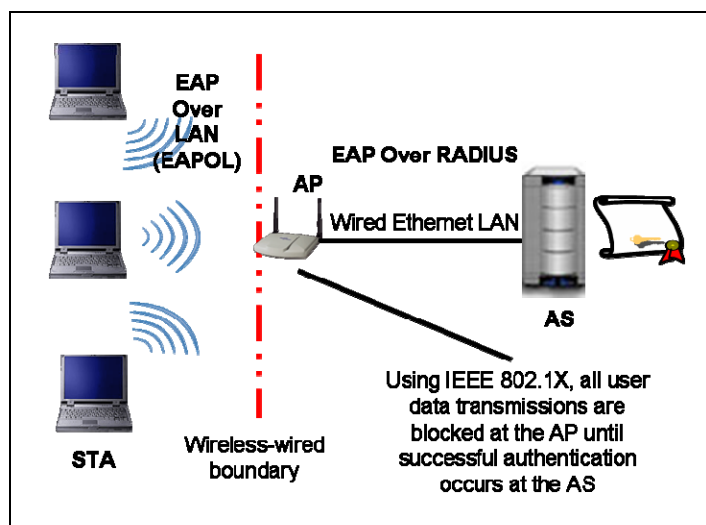 EAP
Over
LAN
(EAPOL)
EAP Over RADIUS
AP
Wired Ethernet LAN
AS
STA
Wireless-wired
boundary
Using IEEE 802.1X, all user
data transmissions are
blocked at the AP until
successful authentication
occurs at the AS